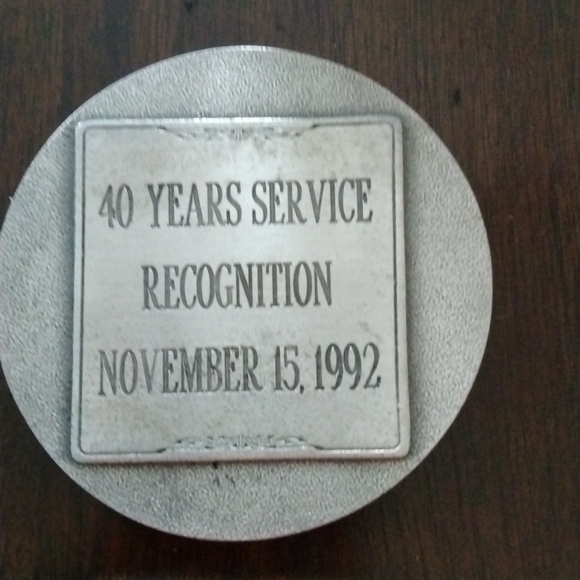 40 YEARS SERVICE
RECOGNITION
NOVEMBER 15, 1992